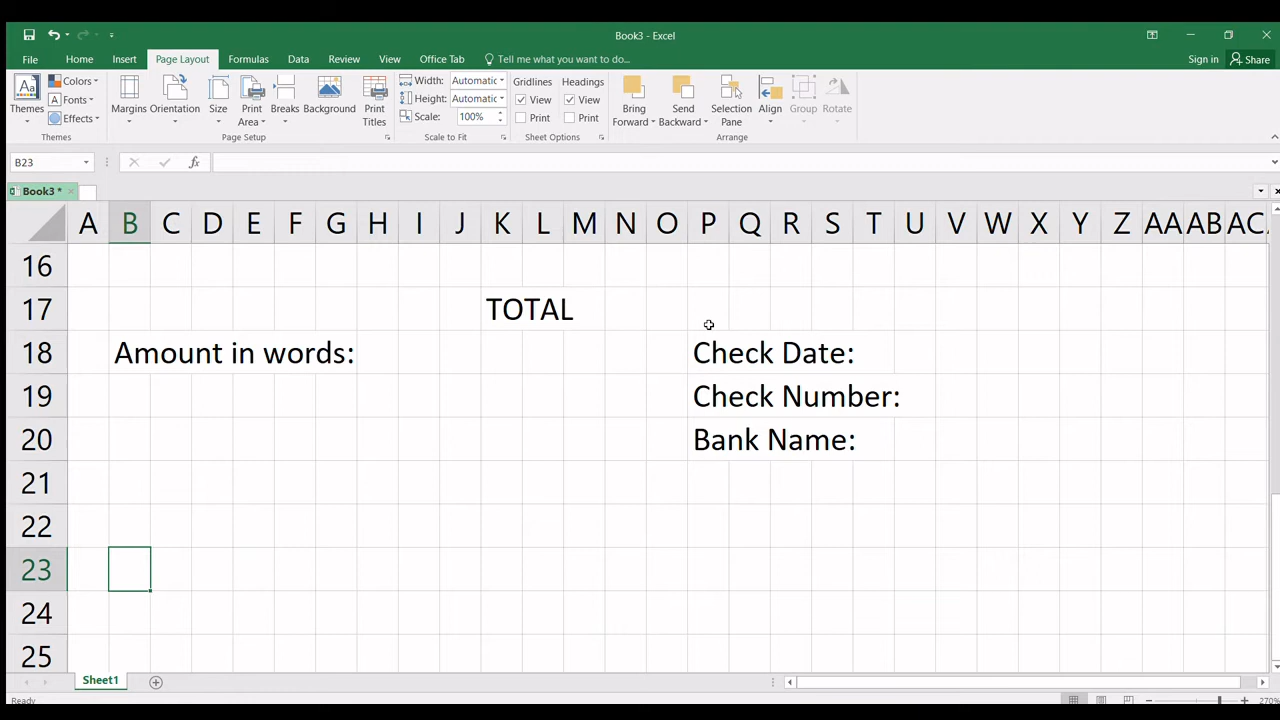 Book3 - Excel
File Home Insert Page Layout Formulas Data Review View Office Tab Tell me what you want to do... Sign in Share
Themes Colors Fonts Effects Margins Orientation Size Print Area Breaks Background Print Titles Width: Automatic Height: Automatic Scale: 100% Gridlines View Print Headings View Print Bring Forward Send Backward Selection Pane Align Group Rotate
Themes Page Setup Scale to Fit Sheet Options Arrange
B23 fx
Book3 *
A B C D E F G H I J K L M N O P Q R S T U V W X Y Z AA AB AC
16
17 TOTAL
18 Amount in words: Check Date:
19 Check Number:
20 Bank Name:
21
22
23
24
25
Sheet1
Ready 270%